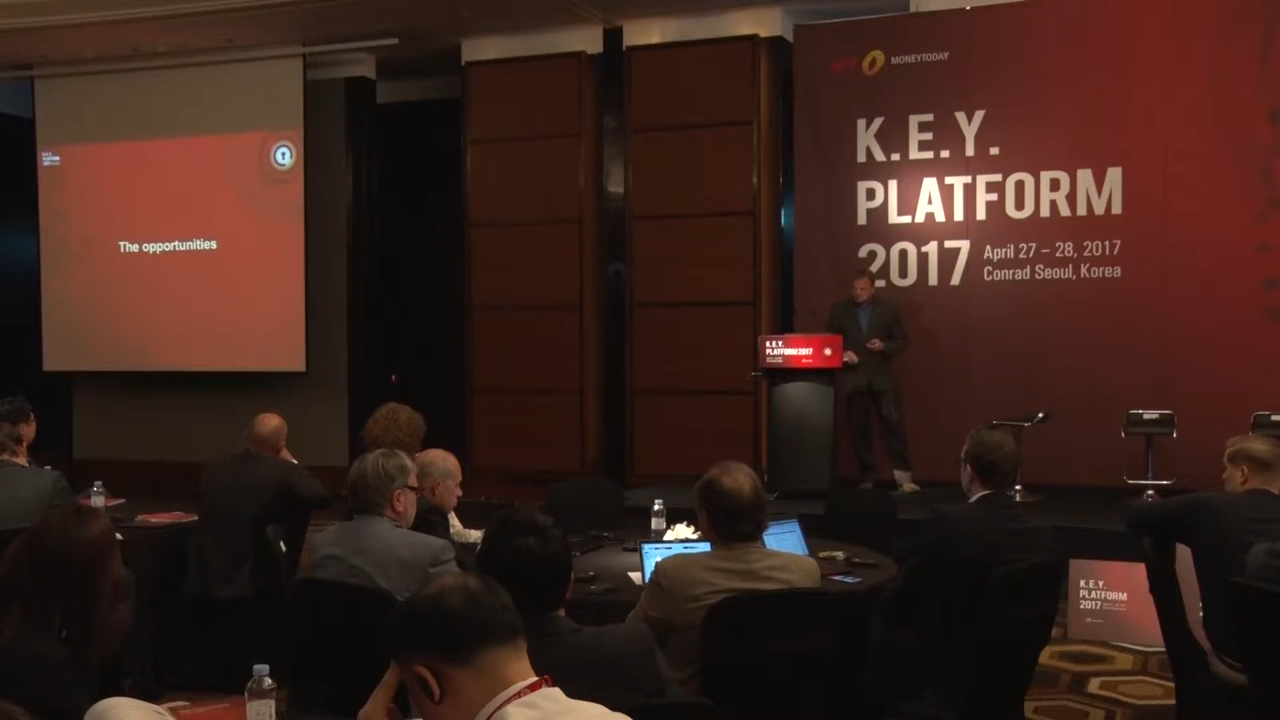 The opportunities
MONEYTODAY
K.E.Y.
PLATFORM
2017
April 27 – 28, 2017
Conrad Seoul, Korea
K.E.Y.
PLATFORM 2017
K.E.Y.
PLATFORM
2017